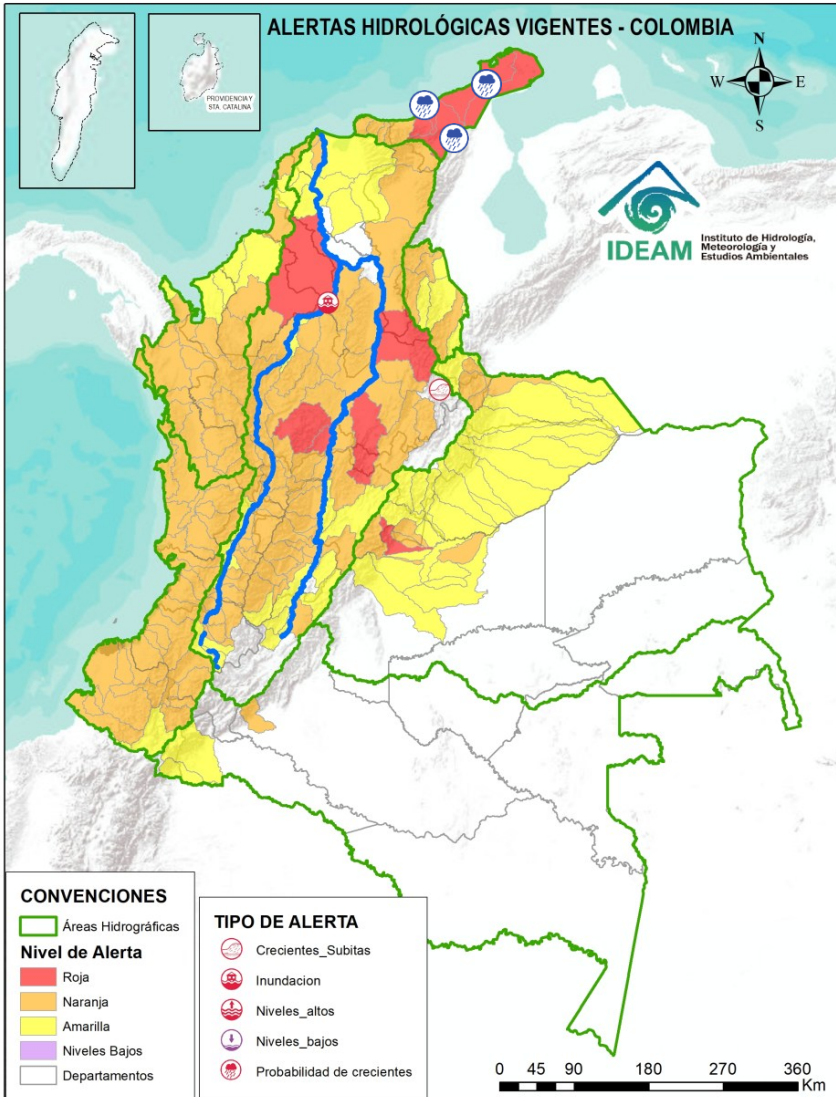 ALERTAS HIDROLÓGICAS VIGENTES - COLOMBIA
PROVIDENCIA Y
STA. CATALINA
N
W
E
S
IDEAM
Instituto de Hidrología,
Meteorología y
Estudios Ambientales
CONVENCIONES
Áreas Hidrográficas
Nivel de Alerta
Roja
Naranja
Amarilla
Niveles Bajos
Departamentos
TIPO DE ALERTA
Crecientes_Subitas
Inundacion
Niveles_altos
Niveles_bajos
Probabilidad de crecientes
0 45 90 180 270 360
Km